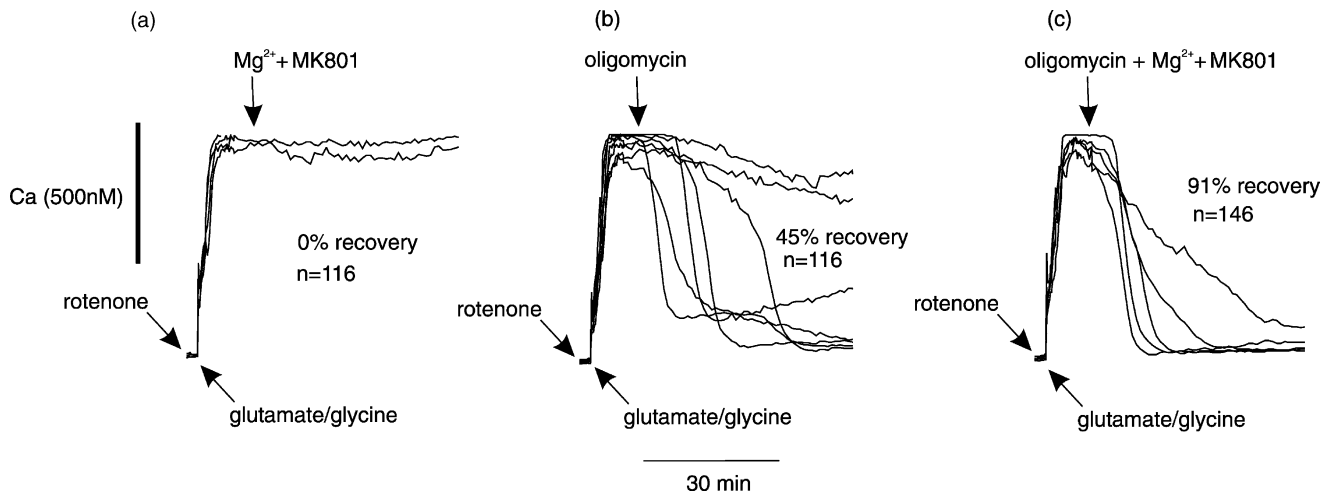 (a)
Mg²⁺+ MK801
Ca (500nM)
0% recovery
n=116
rotenone
glutamate/glycine
(b)
oligomycin
45% recovery
n=116
rotenone
glutamate/glycine
30 min
(c)
oligomycin + Mg²⁺+ MK801
91% recovery
n=146
rotenone
glutamate/glycine